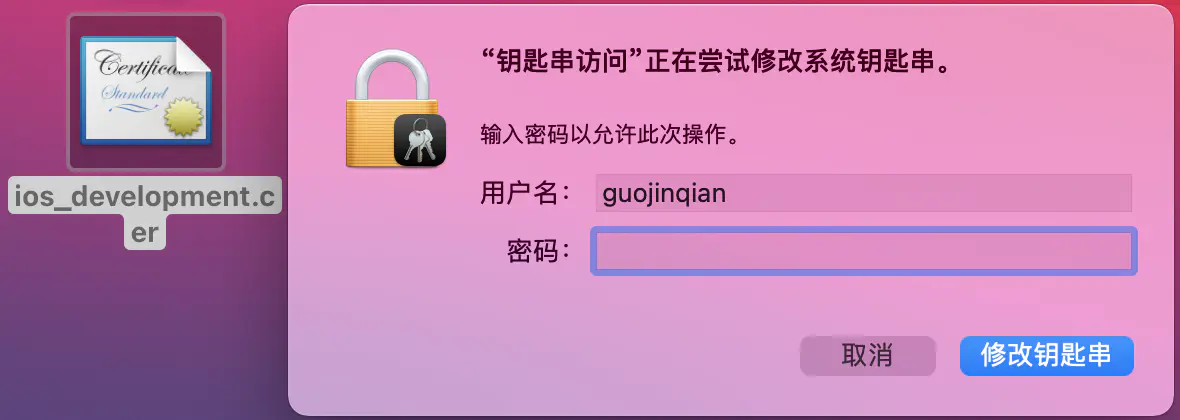 Certificate
Standard
ios_development.c
er
“钥匙串访问”正在尝试修改系统钥匙串。
输入密码以允许此次操作。
用户名： guojinqian
密码：
取消 修改钥匙串